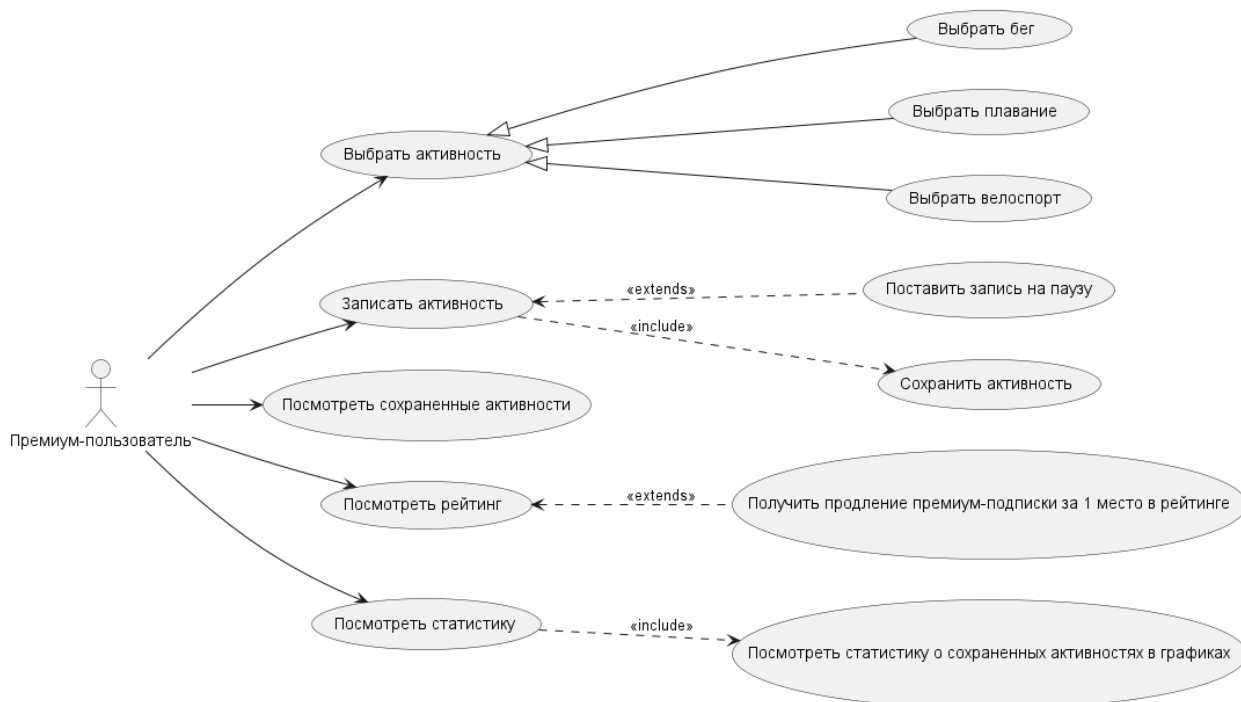 Выбрать бег
Выбрать плавание
Выбрать активность
Выбрать велоспорт
«extends»
Поставить запись на паузу
Записать активность
«include»
Сохранить активность
Посмотреть сохраненные активности
Премиум-пользователь
«extends»
Посмотреть рейтинг
Получить продление премиум-подписки за 1 место в рейтинге
Посмотреть статистику
«include»
Посмотреть статистику о сохраненных активностях в графиках